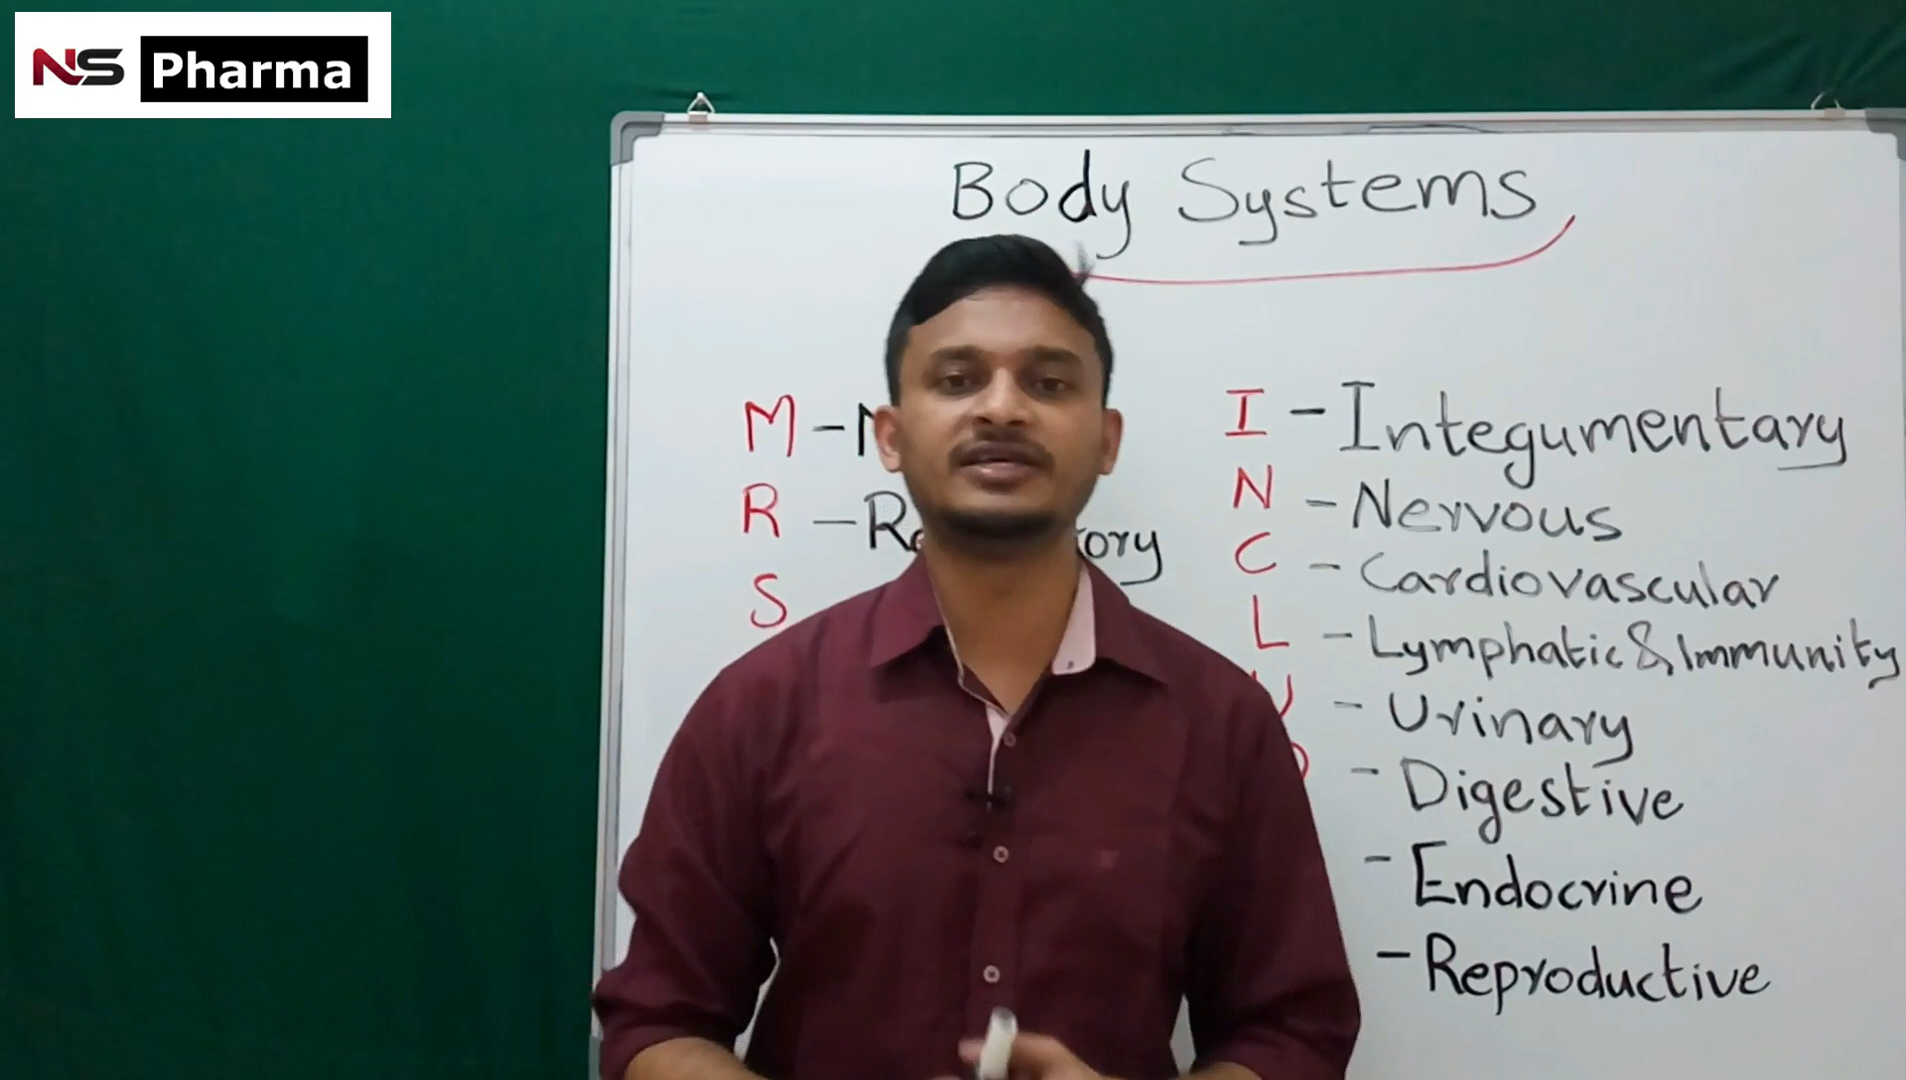 NS Pharma
Body Systems
M -
R -
S
I - Integumentary
N - Nervous
C - Cardiovascular
L - Lymphatic & Immunity
- Urinary
- Digestive
- Endocrine
- Reproductive